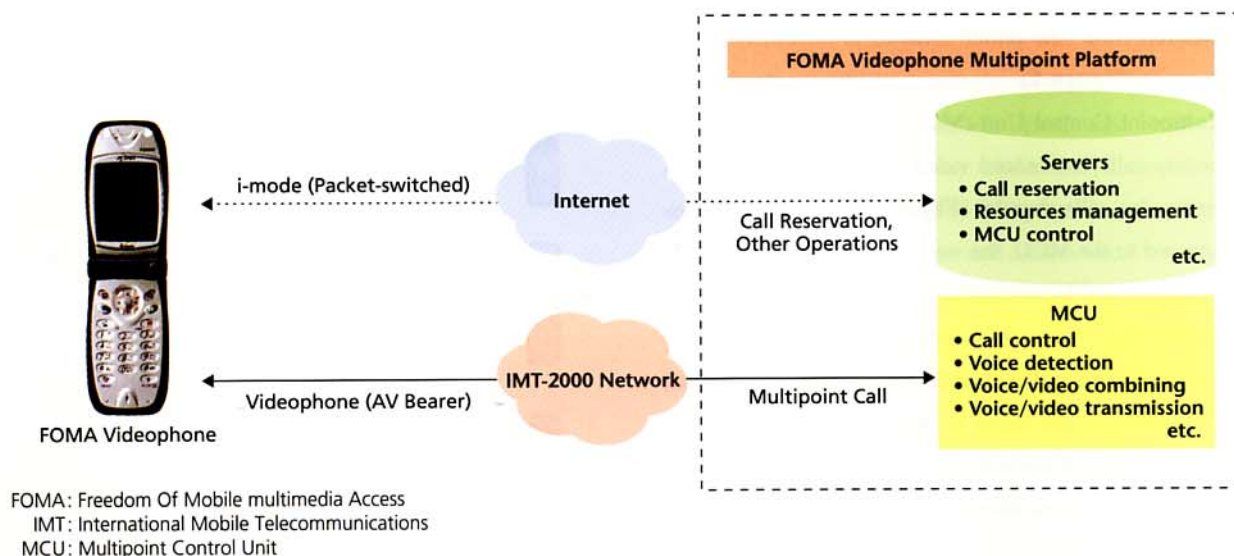 FOMA Videophone Multipoint Platform
Servers
• Call reservation
• Resources management
• MCU control
etc.
i-mode (Packet-switched)
Internet
Call Reservation,
Other Operations
MCU
• Call control
• Voice detection
• Voice/video combining
• Voice/video transmission
etc.
IMT-2000 Network
Videophone (AV Bearer)
Multipoint Call
FOMA Videophone
FOMA: Freedom Of Mobile multimedia Access
IMT: International Mobile Telecommunications
MCU: Multipoint Control Unit